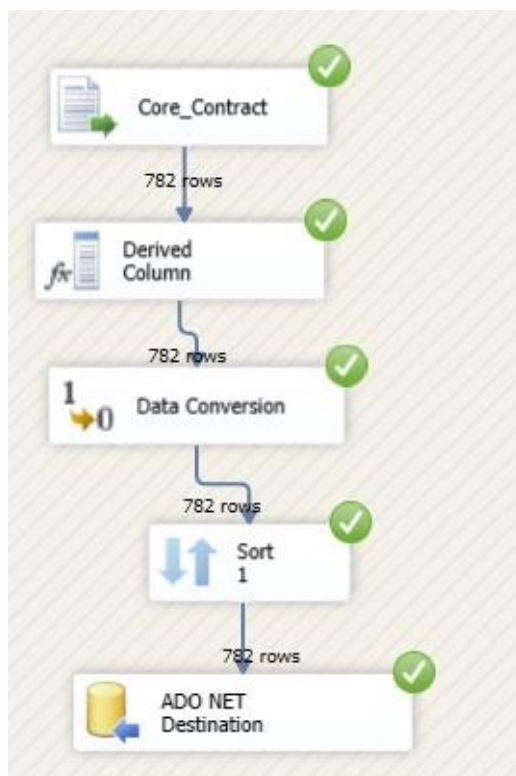 Core_Contract
782 rows
Derived
Column
782 rows
Data Conversion
782 rows
Sort
1
782 rows
ADO NET
Destination